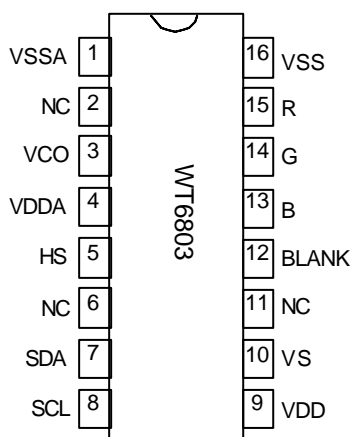 VSSA 1 16 VSS
NC 2 15 R
VCO 3 14 G
VDDA 4 13 B
HS 5 12 BLANK
NC 6 11 NC
SDA 7 10 VS
SCL 8 9 VDD
WT6803